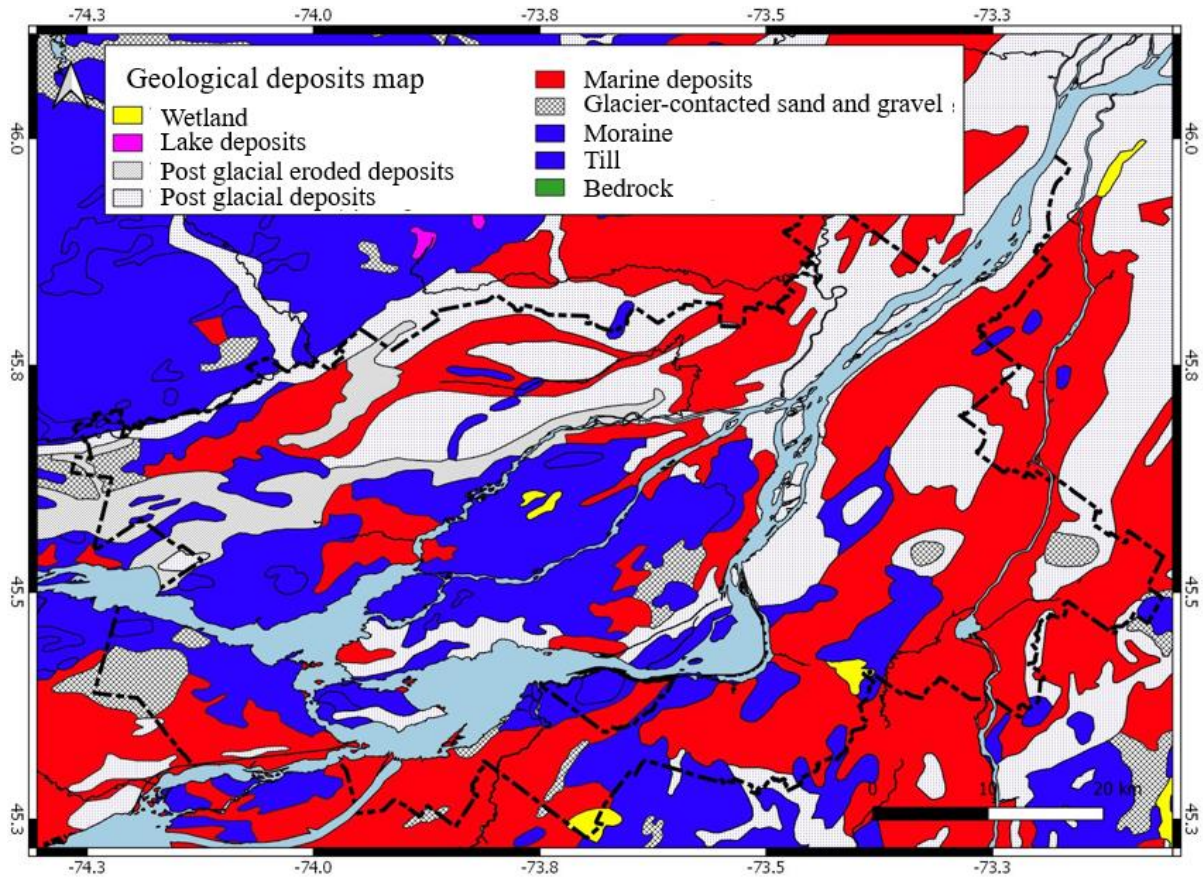 -74.3 -74.0 -73.8 -73.5 -73.3
Geological deposits map
Wetland
Lake deposits
Post glacial eroded deposits
Post glacial deposits
Marine deposits
Glacier-contacted sand and gravel
Moraine
Till
Bedrock
46.0 46.0
45.8 45.8
45.5 45.5
45.3 45.3
0 10 20 km
-74.3 -74.0 -73.8 -73.5 -73.3